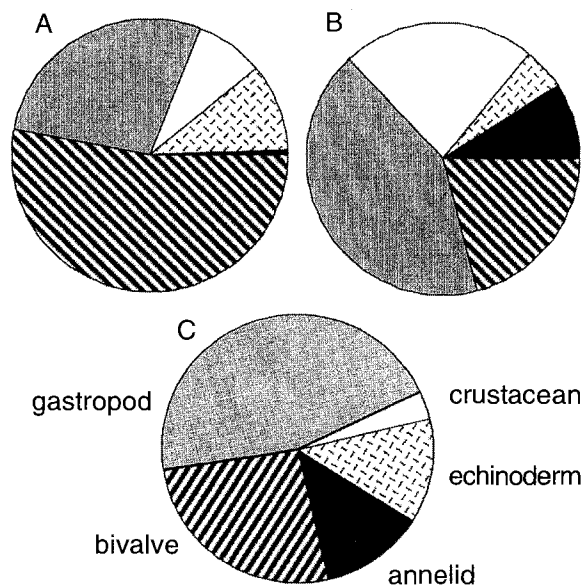 A
B
C
gastropod
crustacean
echinoderm
bivalve
annelid